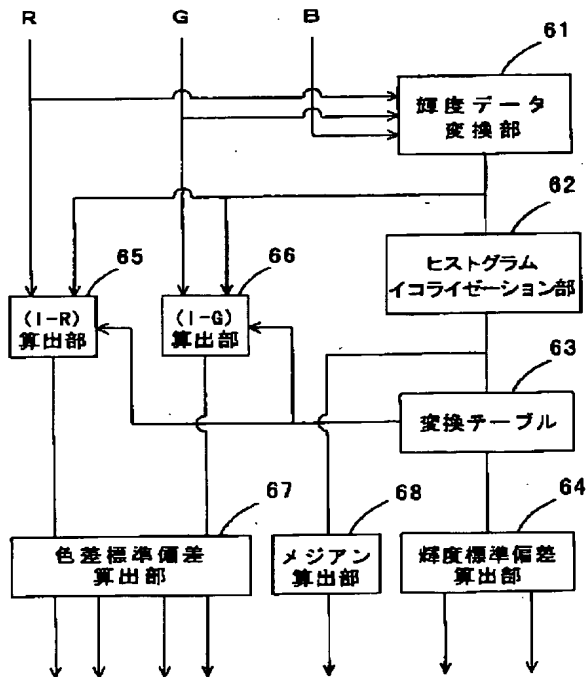 R G B
61
輝度データ
変換部
62
ヒストグラム
イコライゼーション部
65
(I-R)
算出部
66
(I-G)
算出部
63
変換テーブル
67
色差標準偏差
算出部
68
メジアン
算出部
64
輝度標準偏差
算出部